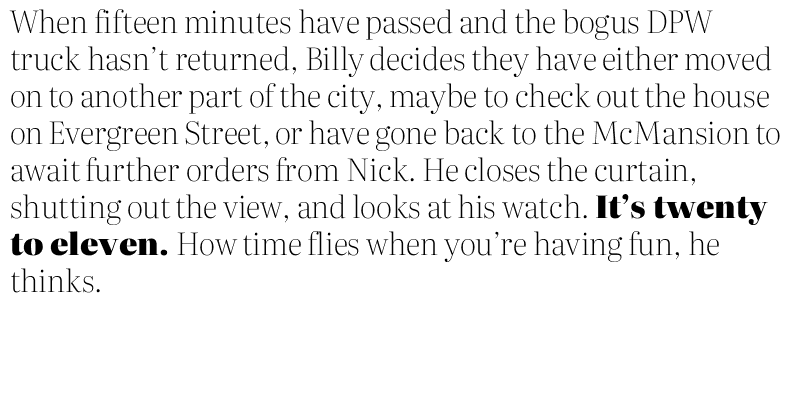 When fifteen minutes have passed and the bogus DPW
truck hasn’t returned, Billy decides they have either moved
on to another part of the city, maybe to check out the house
on Evergreen Street, or have gone back to the McMansion to
await further orders from Nick. He closes the curtain,
shutting out the view, and looks at his watch. It’s twenty
to eleven. How time flies when you’re having fun, he
thinks.